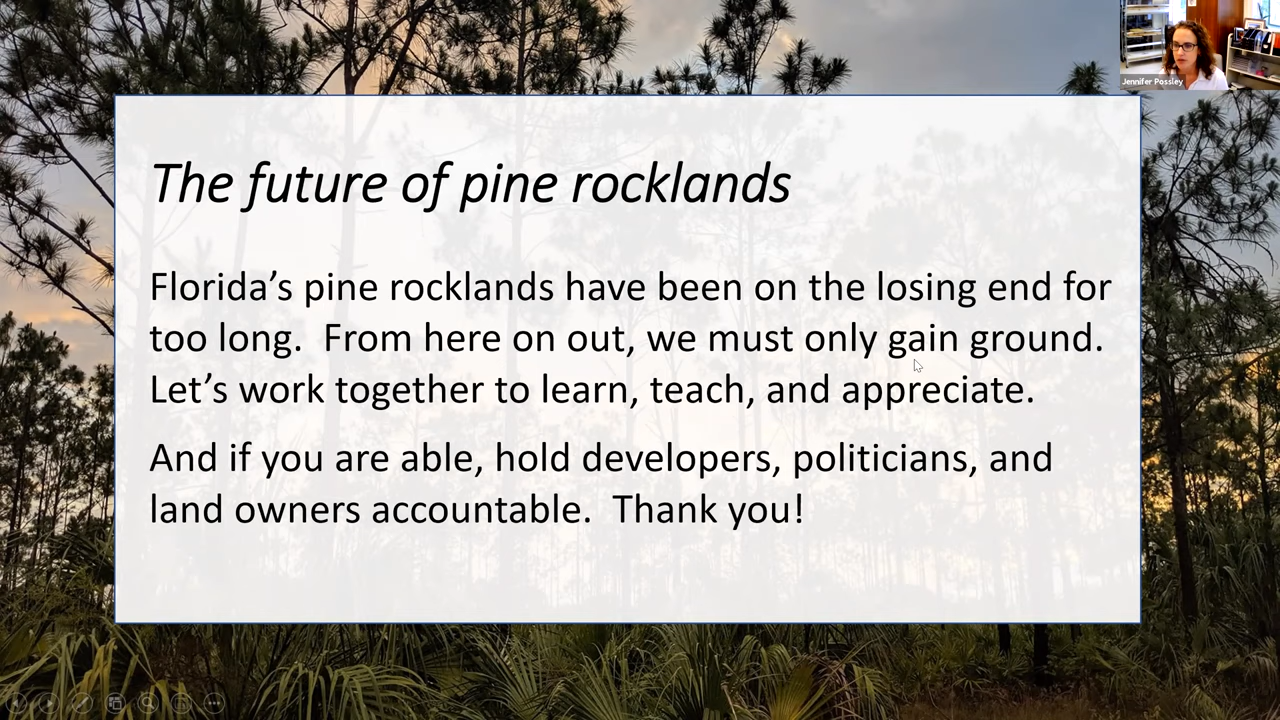 Jennifer Possley
The future of pine rocklands
Florida’s pine rocklands have been on the losing end for
too long.  From here on out, we must only gain ground.
Let’s work together to learn, teach, and appreciate.
And if you are able, hold developers, politicians, and
land owners accountable.  Thank you!